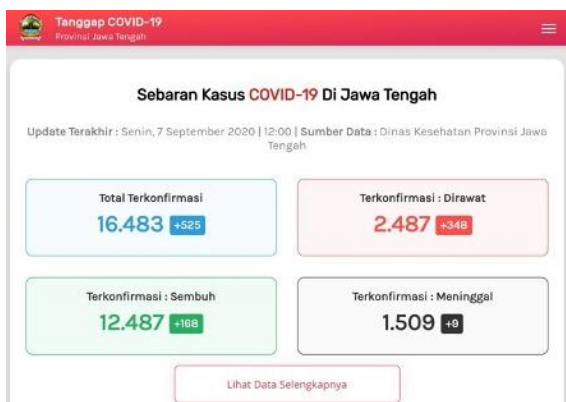 Tanggap COVID-19
Provinsi Jawa Tengah
Sebaran Kasus COVID-19 Di Jawa Tengah
Update Terakhir : Senin, 7 September 2020 | 12:00 | Sumber Data : Dinas Kesehatan Provinsi Jawa
Tengah
Total Terkonfirmasi
16.483 +525
Terkonfirmasi : Dirawat
2.487 +348
Terkonfirmasi : Sembuh
12.487 +168
Terkonfirmasi : Meninggal
1.509 +9
Lihat Data Selengkapnya